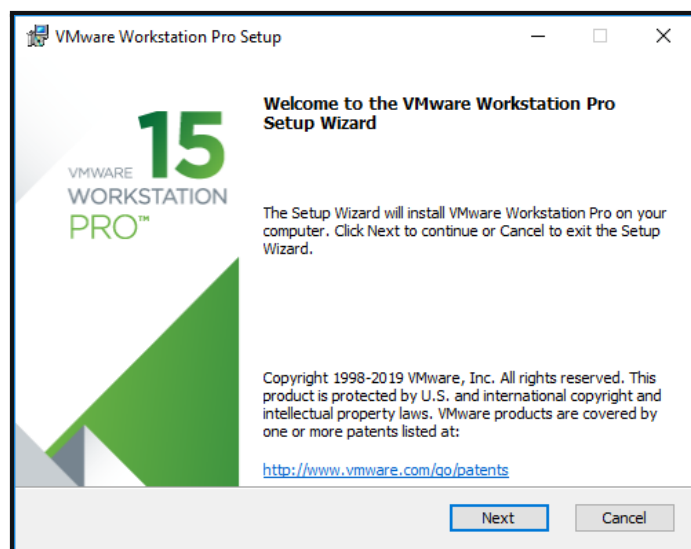 VMware Workstation Pro Setup
Welcome to the VMware Workstation Pro
Setup Wizard
15
VMWARE
WORKSTATION
PRO™
The Setup Wizard will install VMware Workstation Pro on your
computer. Click Next to continue or Cancel to exit the Setup
Wizard.
Copyright 1998-2019 VMware, Inc. All rights reserved. This
product is protected by U.S. and international copyright and
intellectual property laws. VMware products are covered by
one or more patents listed at:
http://www.vmware.com/go/patents
Next
Cancel